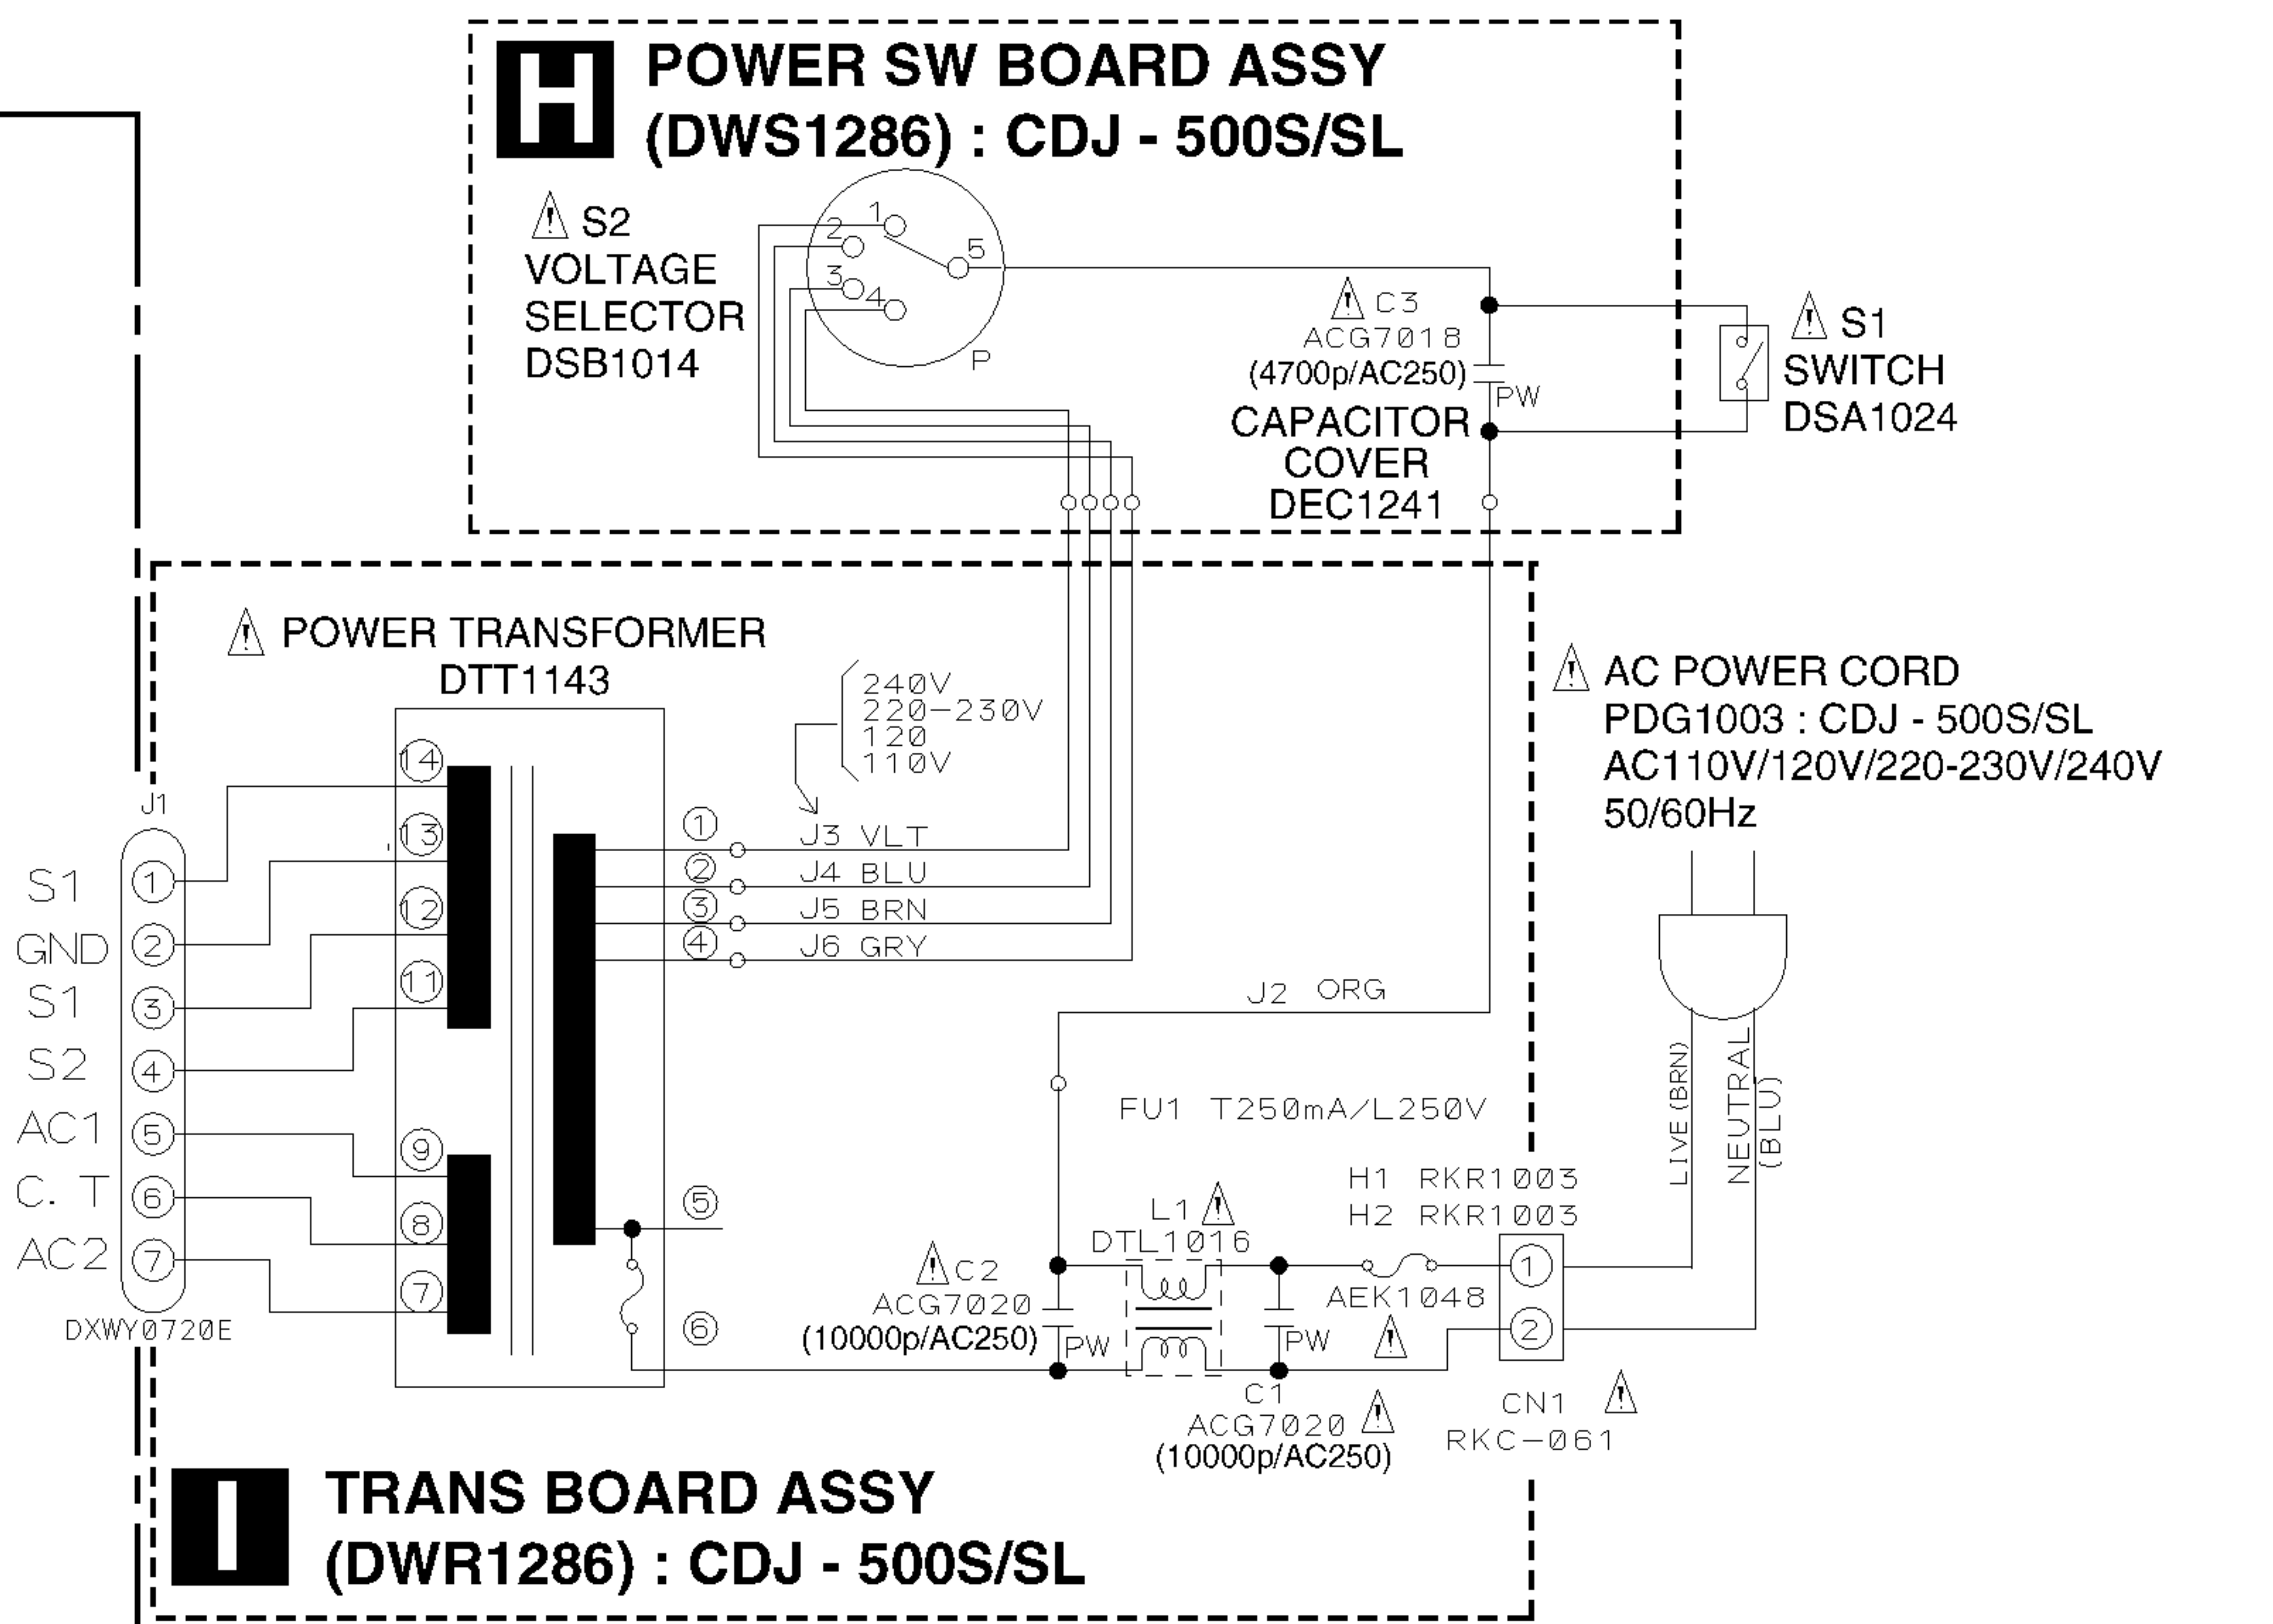 H
POWER SW BOARD ASSY
(DWS1286) : CDJ - 500S/SL
! S2
VOLTAGE
SELECTOR
DSB1014
1
2
3
4
5
P
! C3
ACG7018
(4700p/AC250)
PW
CAPACITOR
COVER
DEC1241
! S1
SWITCH
DSA1024
! POWER TRANSFORMER
DTT1143
240V
220-230V
120
110V
! AC POWER CORD
PDG1003 : CDJ - 500S/SL
AC110V/120V/220-230V/240V
50/60Hz
LIVE (BRN)
NEUTRAL
(BLU)
J1
S1 1
GND 2
S1 3
S2 4
AC1 5
C. T 6
AC2 7
DXWY0720E
14
13
12
11
9
8
7
1 J3 VLT
2 J4 BLU
3 J5 BRN
4 J6 GRY
5
6
J2 ORG
FU1 T250mA/L250V
H1 RKR1003
H2 RKR1003
L1 !
DTL1016
! C2
ACG7020
(10000p/AC250)
PW
PW
AEK1048
!
1
2
C1
ACG7020 !
(10000p/AC250)
CN1 !
RKC-061
I
TRANS BOARD ASSY
(DWR1286) : CDJ - 500S/SL